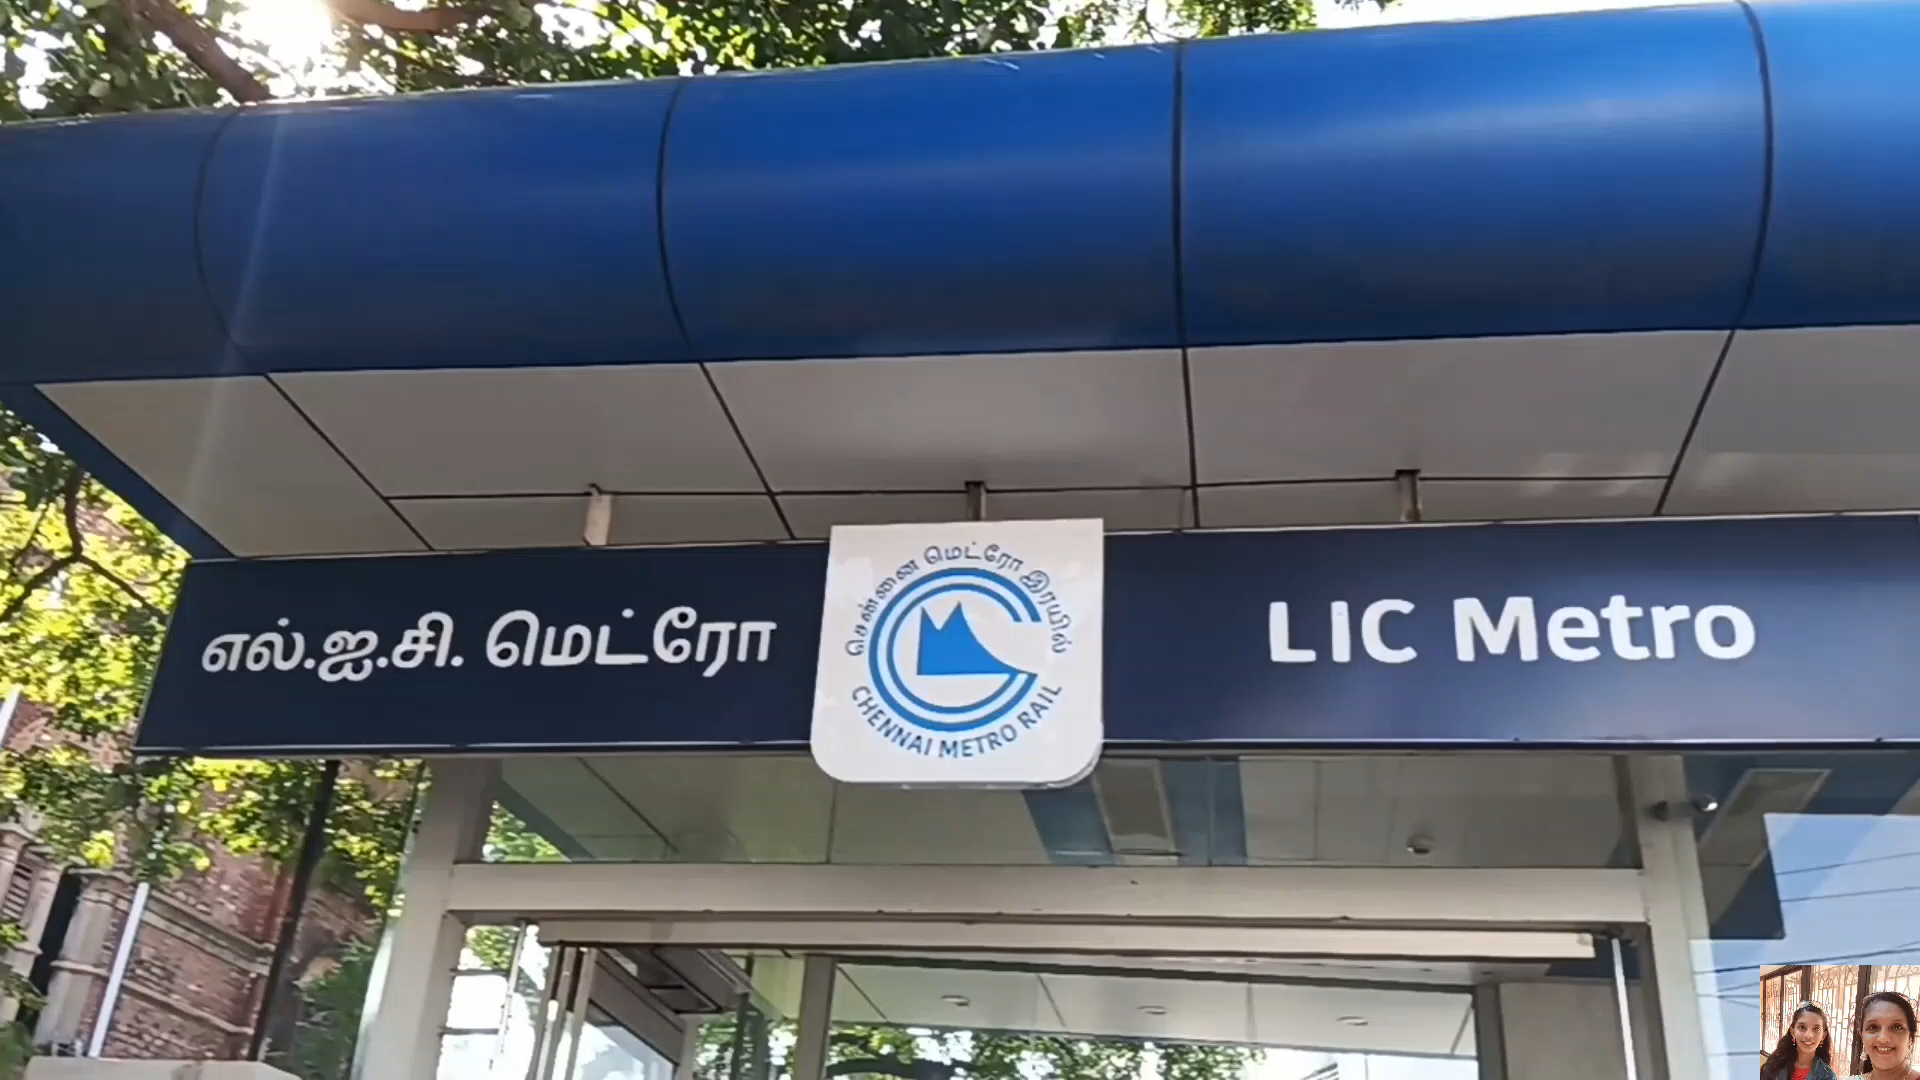 எல்.ஐ.சி. மெட்ரோ
சென்னை மெட்ரோ இரயில்
CHENNAI METRO RAIL
LIC Metro